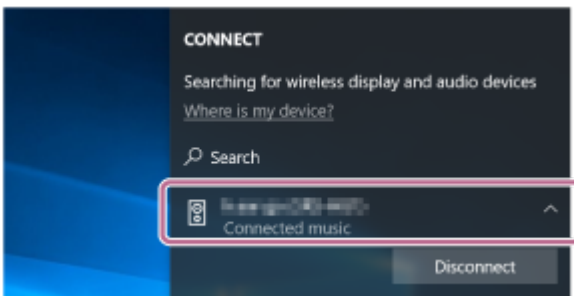 CONNECT
Searching for wireless display and audio devices
Where is my device?
Search
Connected music
Disconnect